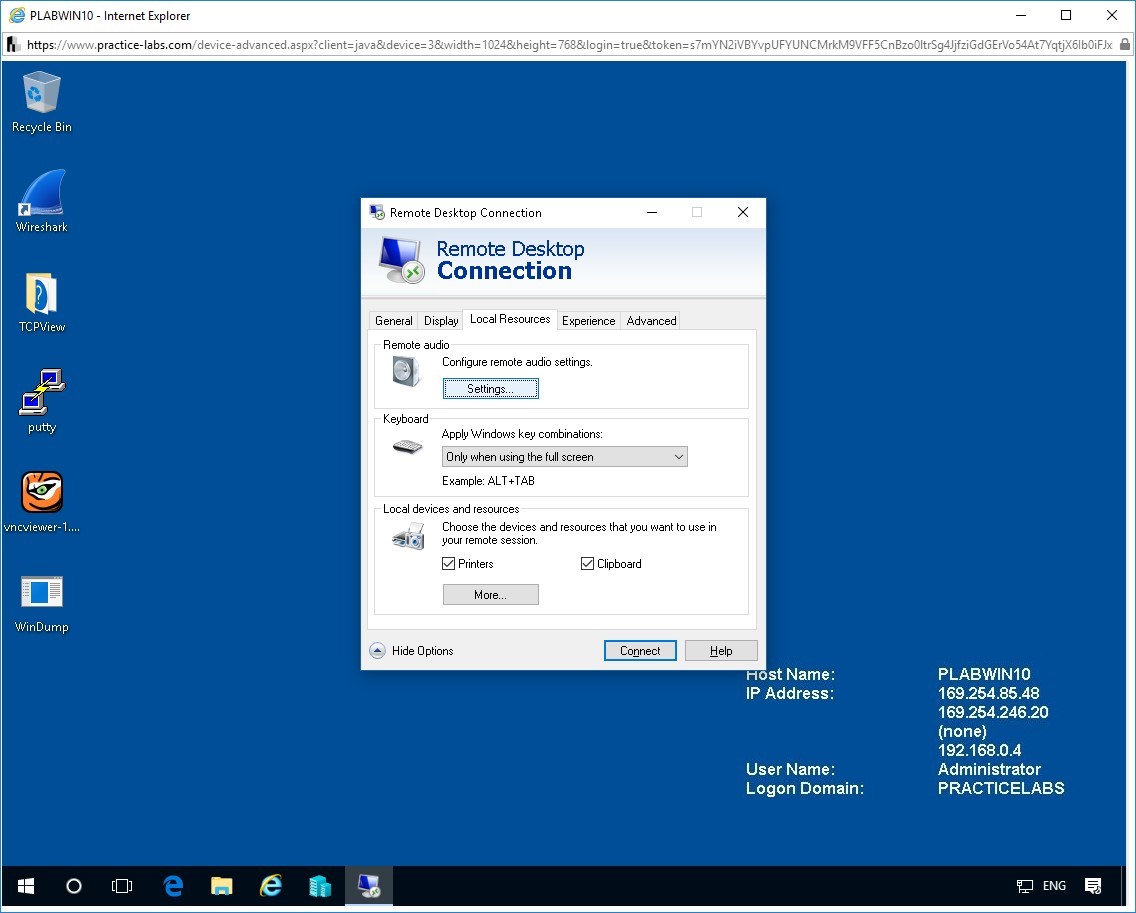 PLABWIN10 - Internet Explorer
https://www.practice-labs.com/device-advanced.aspx?client=java&device=3&width=1024&height=768&login=true&token=s7mYN2iVBYvpUFYUNCMrkM9VFF5CnBzo0ltrSg4JjfziGdGErVo54At7YqtjX6lb0iFJx
Recycle Bin
Wireshark
TCPView
putty
vncviewer-1....
WinDump
Remote Desktop Connection
Remote Desktop
Connection
General Display Local Resources Experience Advanced
Remote audio
Configure remote audio settings.
Settings...
Keyboard
Apply Windows key combinations:
Only when using the full screen
Example: ALT+TAB
Local devices and resources
Choose the devices and resources that you want to use in
your remote session.
Printers Clipboard
More...
Hide Options Connect Help
Host Name: PLABWIN10
IP Address: 169.254.85.48
169.254.246.20
(none)
192.168.0.4
User Name: Administrator
Logon Domain: PRACTICELABS
ENG